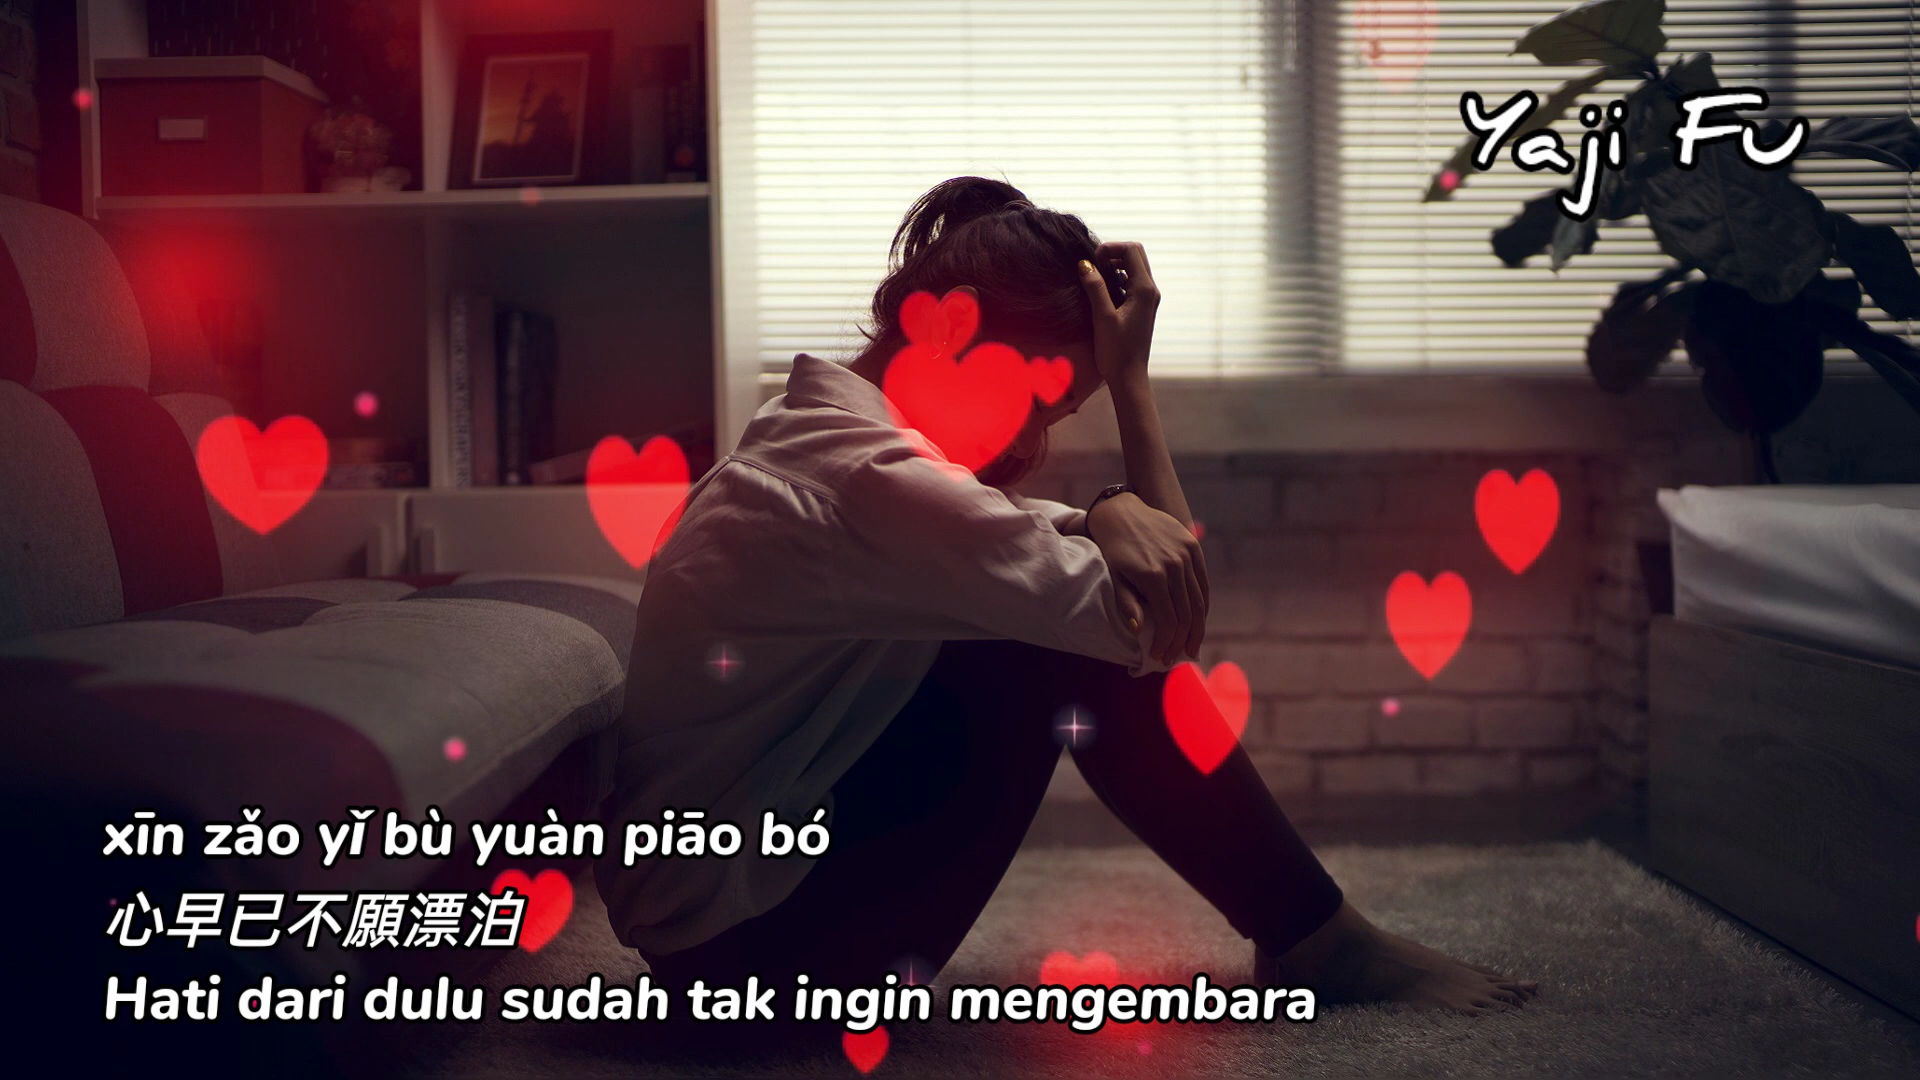 Yaji Fu
xīn zǎo yǐ bù yuàn piāo bó
心早已不願漂泊
Hati dari dulu sudah tak ingin mengembara